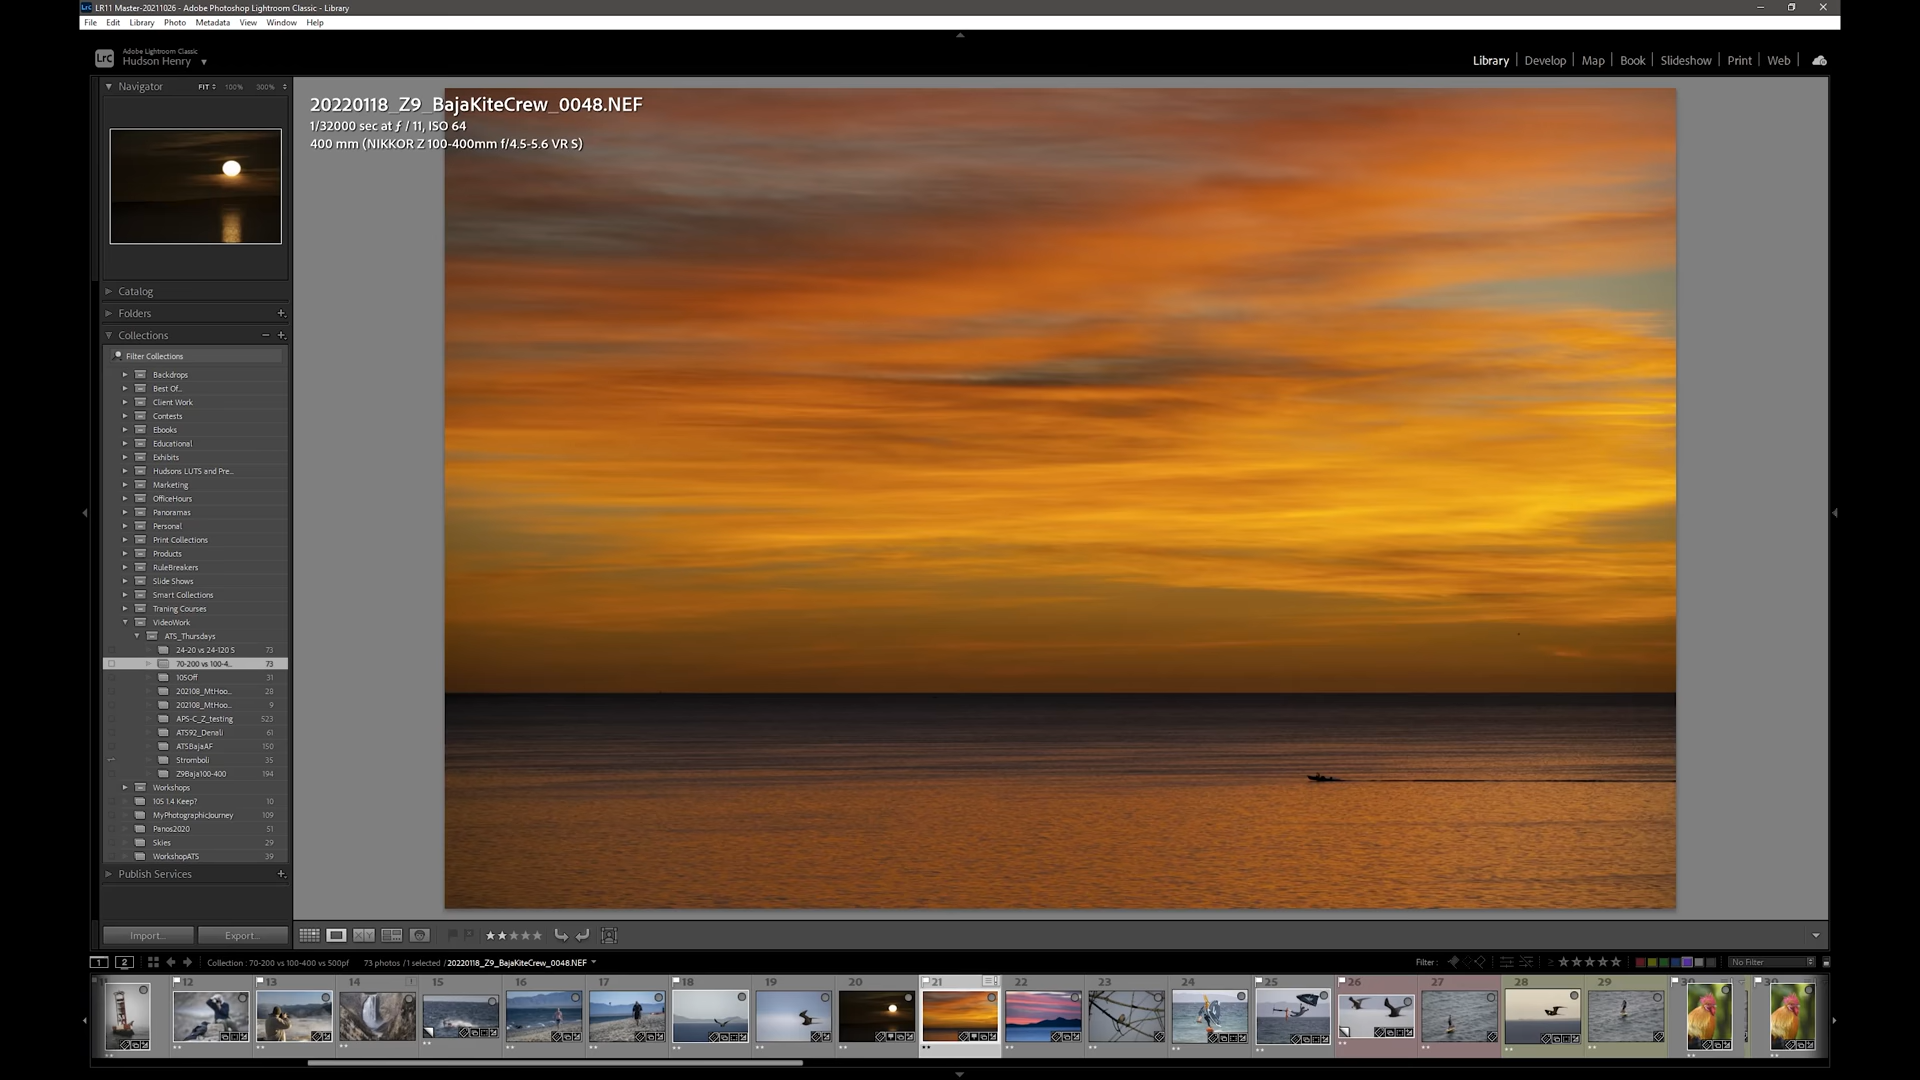 LR11 Master-20211026 - Adobe Photoshop Lightroom Classic - Library
File Edit Library Photo Metadata View Window Help
LrC
Adobe Lightroom Classic
Hudson Henry
Library Develop Map Book Slideshow Print Web
Navigator FIT 100% 300%
20220118_Z9_BajaKiteCrew_0048.NEF
1/32000 sec at ƒ / 11, ISO 64
400 mm (NIKKOR Z 100-400mm f/4.5-5.6 VR S)
Catalog
Folders
Collections
Filter Collections
Backdrops
Best Of...
Client Work
Contests
Ebooks
Educational
Exhibits
Hudsons LUTS and Pre...
Marketing
OfficeHours
Panoramas
Personal
Print Collections
Products
RuleBreakers
Slide Shows
Smart Collections
Traning Courses
VideoWork
ATS_Thursdays
24-20 vs 24-120 S 73
70-200 vs 100-4... 73
105Off 31
202108_MtHoo... 28
202108_MtHoo... 9
APS-C_Z_testing 523
ATS92_Denali 61
ATSBajaAF 150
Stromboli 35
Z9Baja100-400 194
Workshops
105 1.4 Keep? 10
MyPhotographicJourney 109
Panos2020 51
Skies 29
WorkshopATS 39
Publish Services
Import... Export...
1 2 Collection : 70-200 vs 100-400 vs 500pf 73 photos / 1 selected / 20220118_Z9_BajaKiteCrew_0048.NEF Filter : No Filter
12 13 14 15 16 17 18 19 20 21 22 23 24 25 26 27 28 29